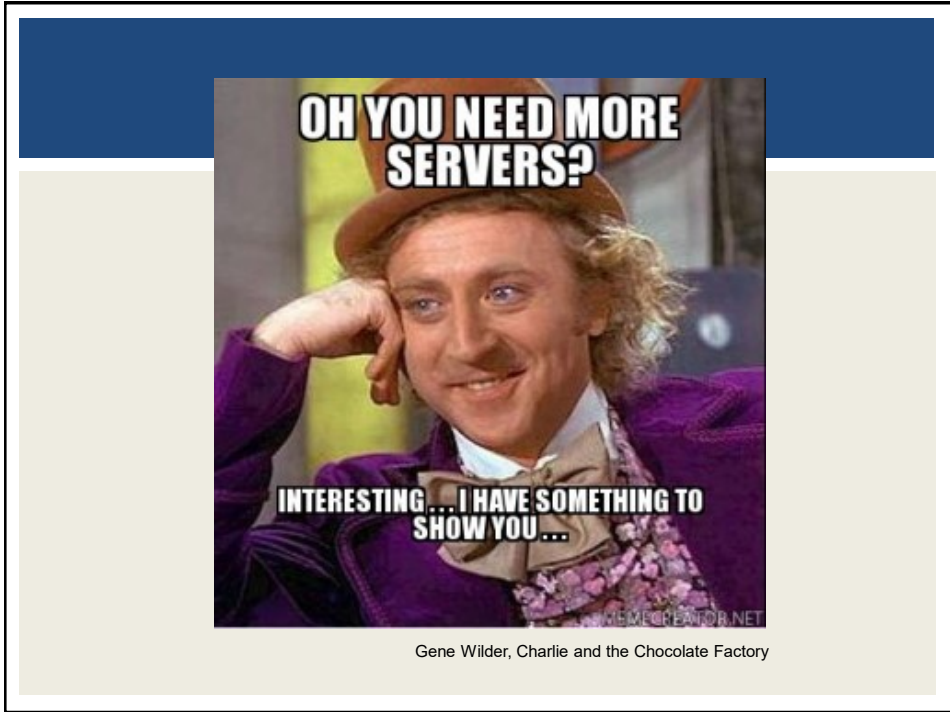 OH YOU NEED MORE
SERVERS?
INTERESTING...I HAVE SOMETHING TO
SHOW YOU...
MEMECREATOR.NET
Gene Wilder, Charlie and the Chocolate Factory